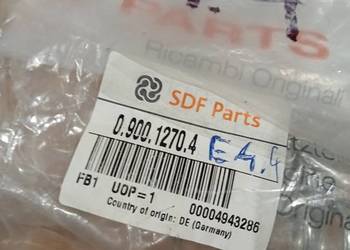 PARTS
Ricambi Originali
SDF Parts
0.900.1270.4
E4.4
FB1 UOP=1 00004943286
Country of origin: DE (Germany)